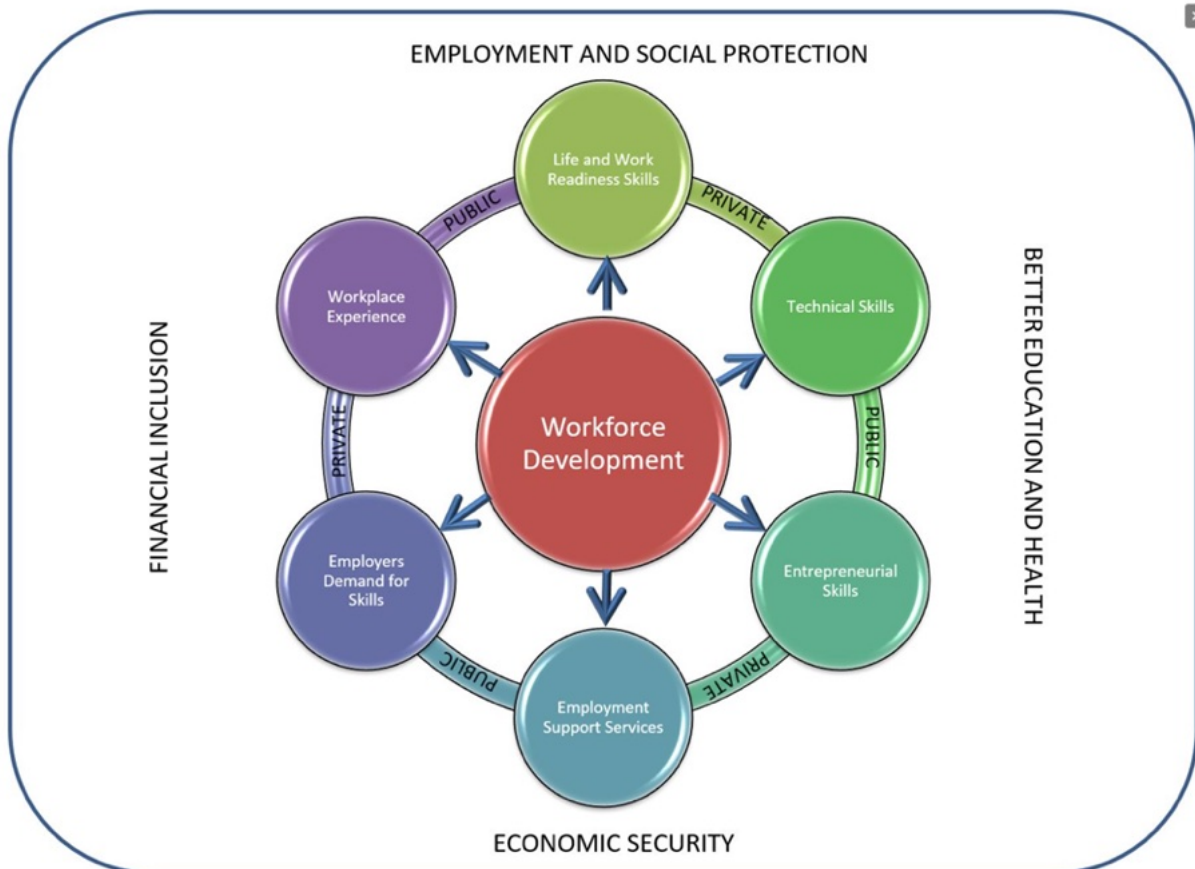 EMPLOYMENT AND SOCIAL PROTECTION
Life and Work
Readiness Skills
PUBLIC
PRIVATE
Workplace
Experience
Technical Skills
FINANCIAL INCLUSION
BETTER EDUCATION AND HEALTH
Workforce
Development
PRIVATE
PUBLIC
Employers
Demand for
Skills
Entrepreneurial
Skills
PUBLIC
PRIVATE
Employment
Support Services
ECONOMIC SECURITY